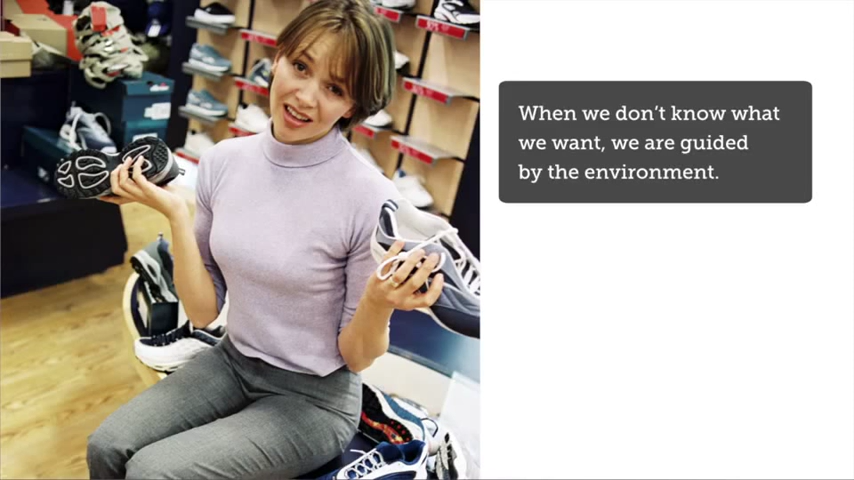 When we don't know what
we want, we are guided
by the environment.